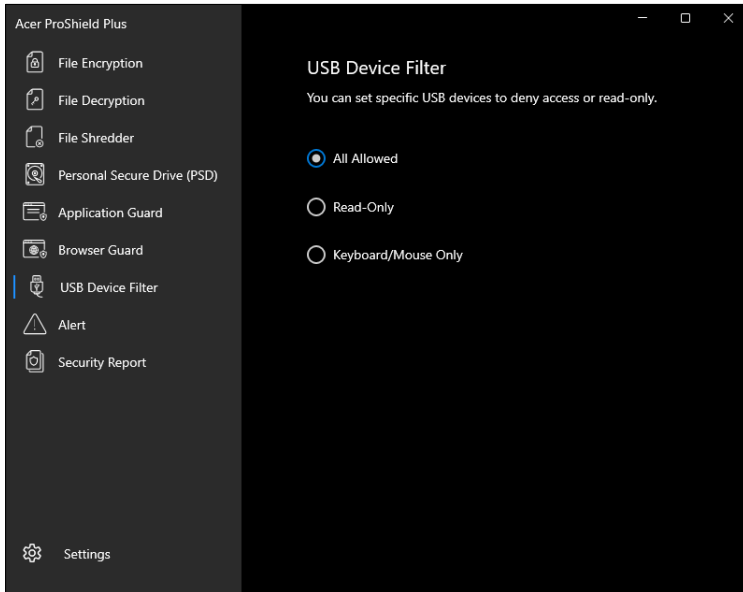 Acer ProShield Plus
File Encryption
File Decryption
File Shredder
Personal Secure Drive (PSD)
Application Guard
Browser Guard
USB Device Filter
Alert
Security Report
Settings
USB Device Filter
You can set specific USB devices to deny access or read-only.
All Allowed
Read-Only
Keyboard/Mouse Only